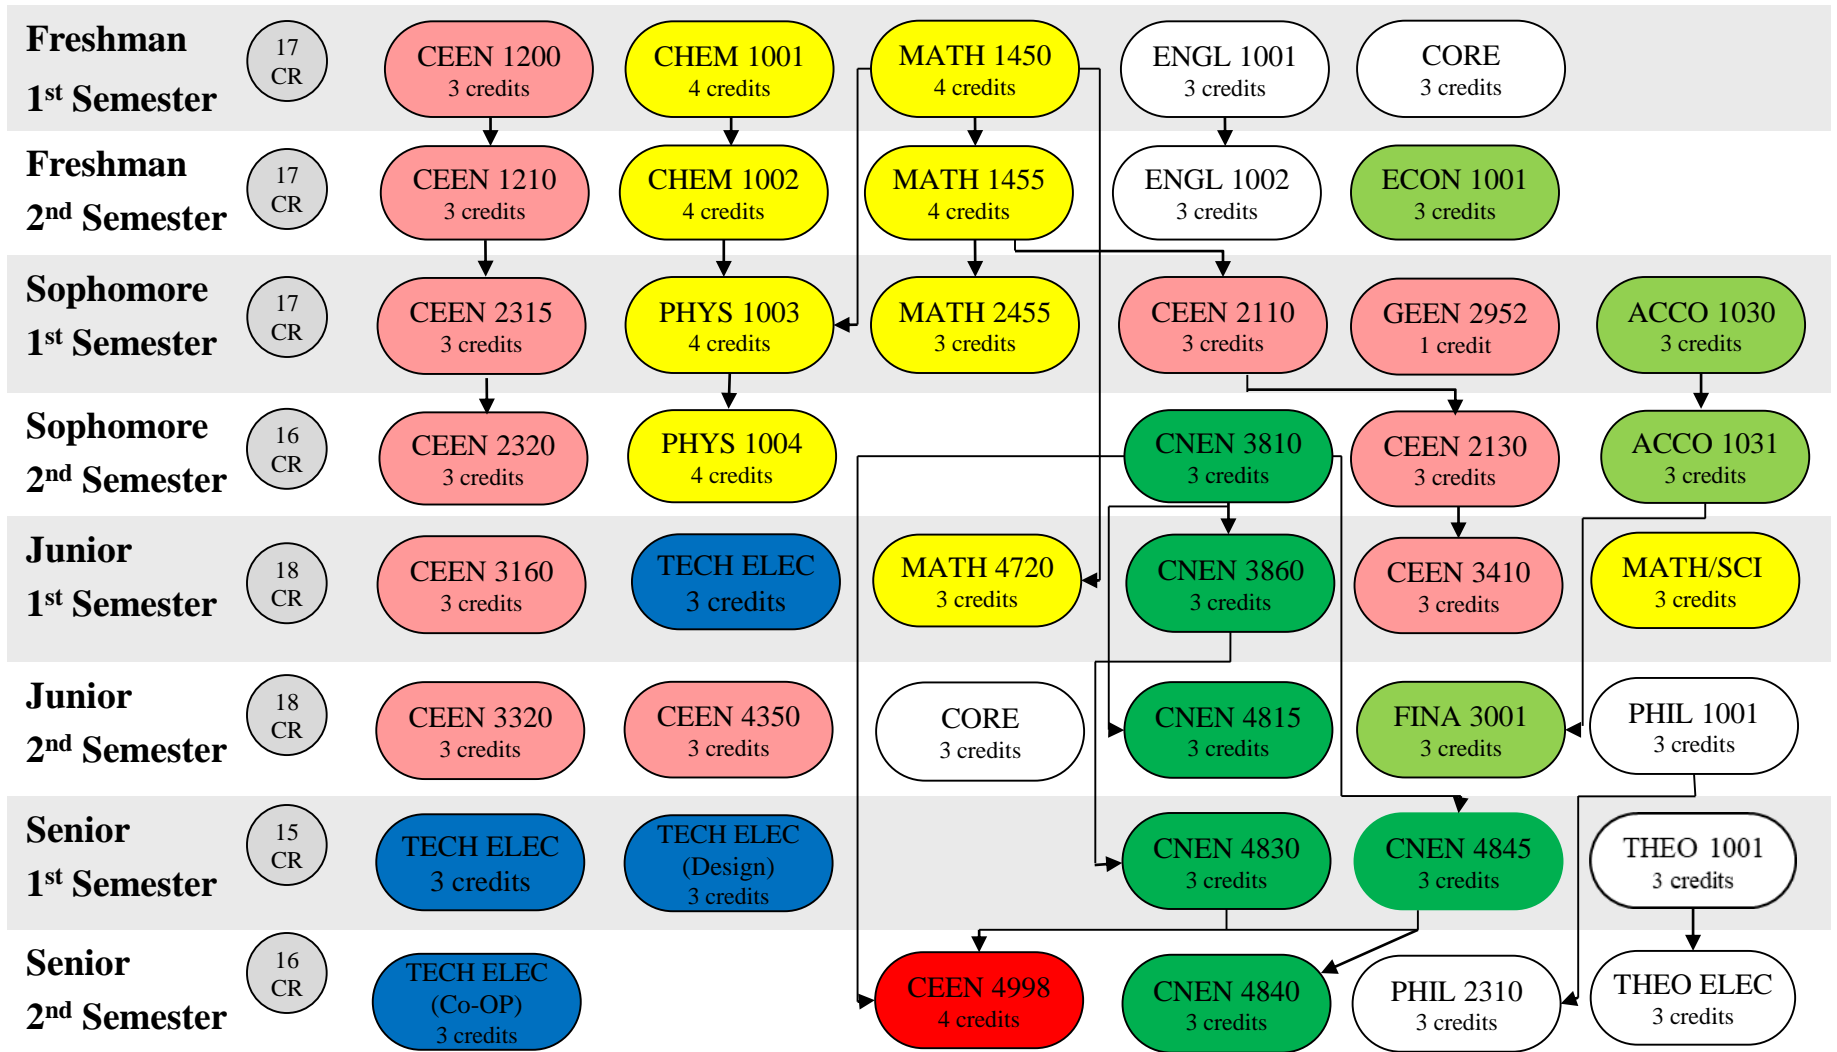 Freshman
1st Semester
17
CR
CEEN 1200
3 credits
CHEM 1001
4 credits
MATH 1450
4 credits
ENGL 1001
3 credits
CORE
3 credits
Freshman
2nd Semester
17
CR
CEEN 1210
3 credits
CHEM 1002
4 credits
MATH 1455
4 credits
ENGL 1002
3 credits
ECON 1001
3 credits
Sophomore
1st Semester
17
CR
CEEN 2315
3 credits
PHYS 1003
4 credits
MATH 2455
3 credits
CEEN 2110
3 credits
GEEN 2952
1 credit
ACCO 1030
3 credits
Sophomore
2nd Semester
16
CR
CEEN 2320
3 credits
PHYS 1004
4 credits
CNEN 3810
3 credits
CEEN 2130
3 credits
ACCO 1031
3 credits
Junior
1st Semester
18
CR
CEEN 3160
3 credits
TECH ELEC
3 credits
MATH 4720
3 credits
CNEN 3860
3 credits
CEEN 3410
3 credits
MATH/SCI
3 credits
Junior
2nd Semester
18
CR
CEEN 3320
3 credits
CEEN 4350
3 credits
CORE
3 credits
CNEN 4815
3 credits
FINA 3001
3 credits
PHIL 1001
3 credits
Senior
1st Semester
15
CR
TECH ELEC
3 credits
TECH ELEC
(Design)
3 credits
CNEN 4830
3 credits
CNEN 4845
3 credits
THEO 1001
3 credits
Senior
2nd Semester
16
CR
TECH ELEC
(Co-OP)
3 credits
CEEN 4998
4 credits
CNEN 4840
3 credits
PHIL 2310
3 credits
THEO ELEC
3 credits